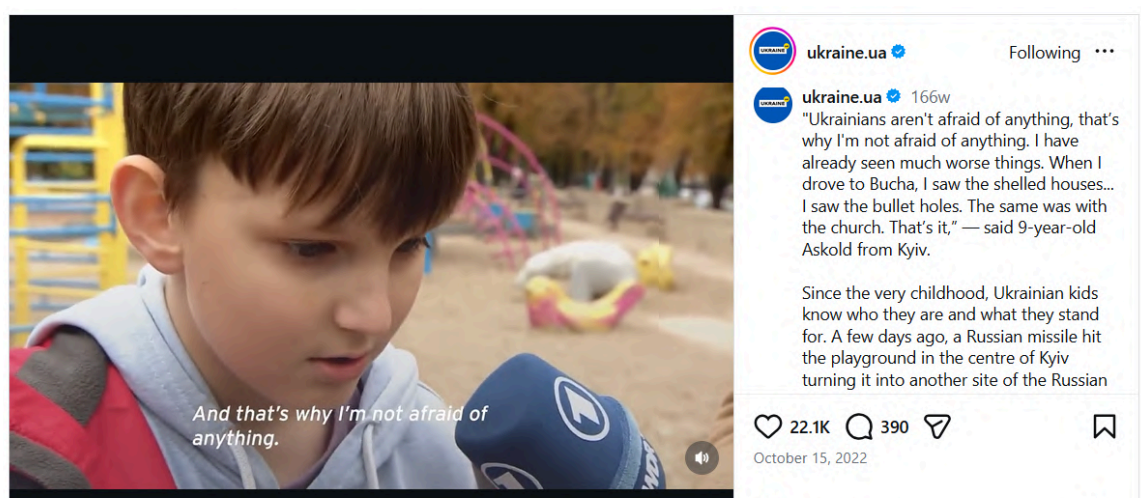 And that's why I'm not afraid of
anything.
1
WDR
UKRAINE
ukraine.ua
Following
UKRAINE
ukraine.ua 166w
"Ukrainians aren't afraid of anything, that's
why I'm not afraid of anything. I have
already seen much worse things. When I
drove to Bucha, I saw the shelled houses...
I saw the bullet holes. The same was with
the church. That's it," — said 9-year-old
Askold from Kyiv.
Since the very childhood, Ukrainian kids
know who they are and what they stand
for. A few days ago, a Russian missile hit
the playground in the centre of Kyiv
turning it into another site of the Russian
22.1K 390
October 15, 2022